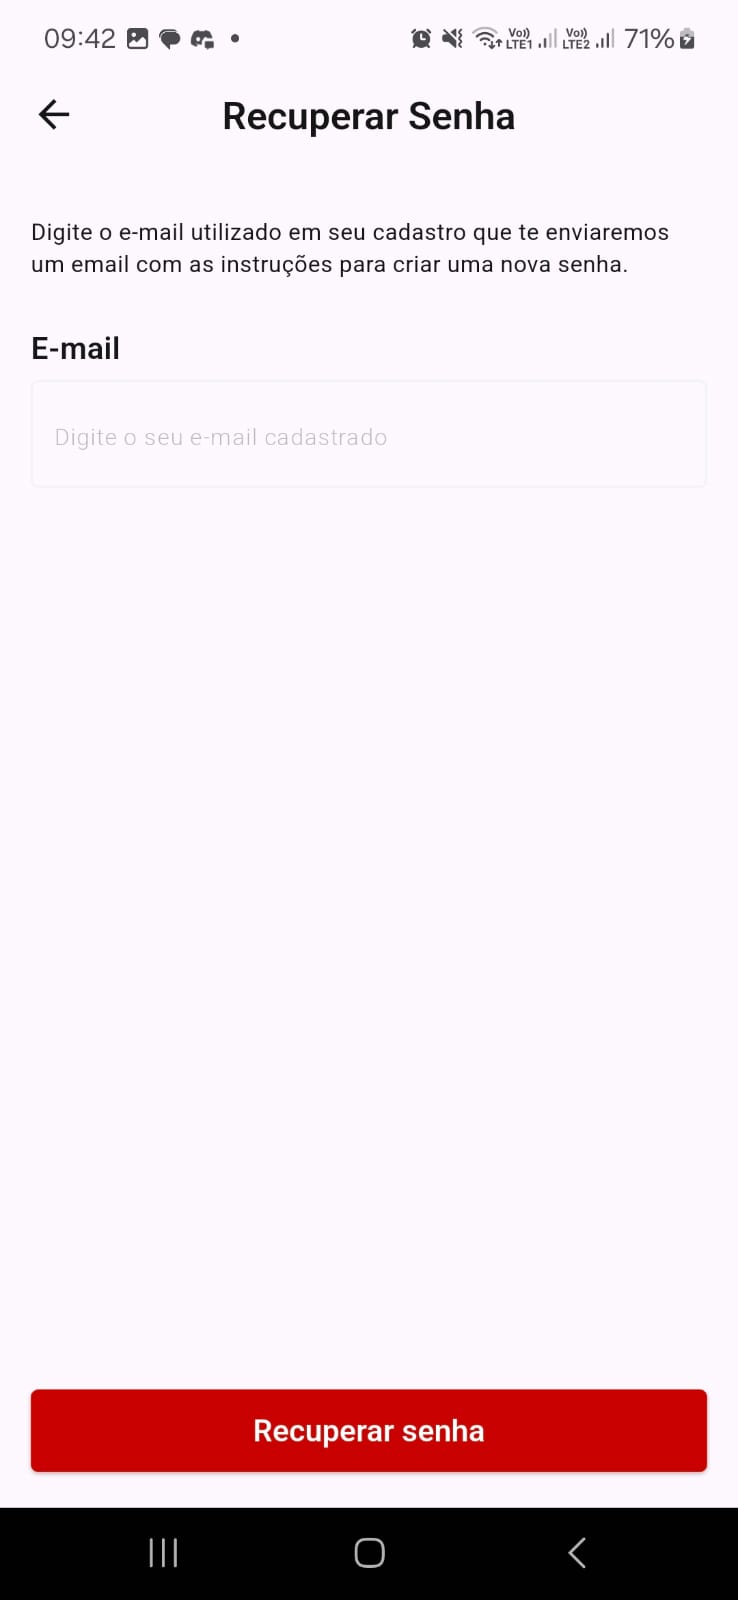 09:42
Vo)) LTE1 Vo)) LTE2 71%
Recuperar Senha
Digite o e-mail utilizado em seu cadastro que te enviaremos
um email com as instruções para criar uma nova senha.
E-mail
Digite o seu e-mail cadastrado
Recuperar senha